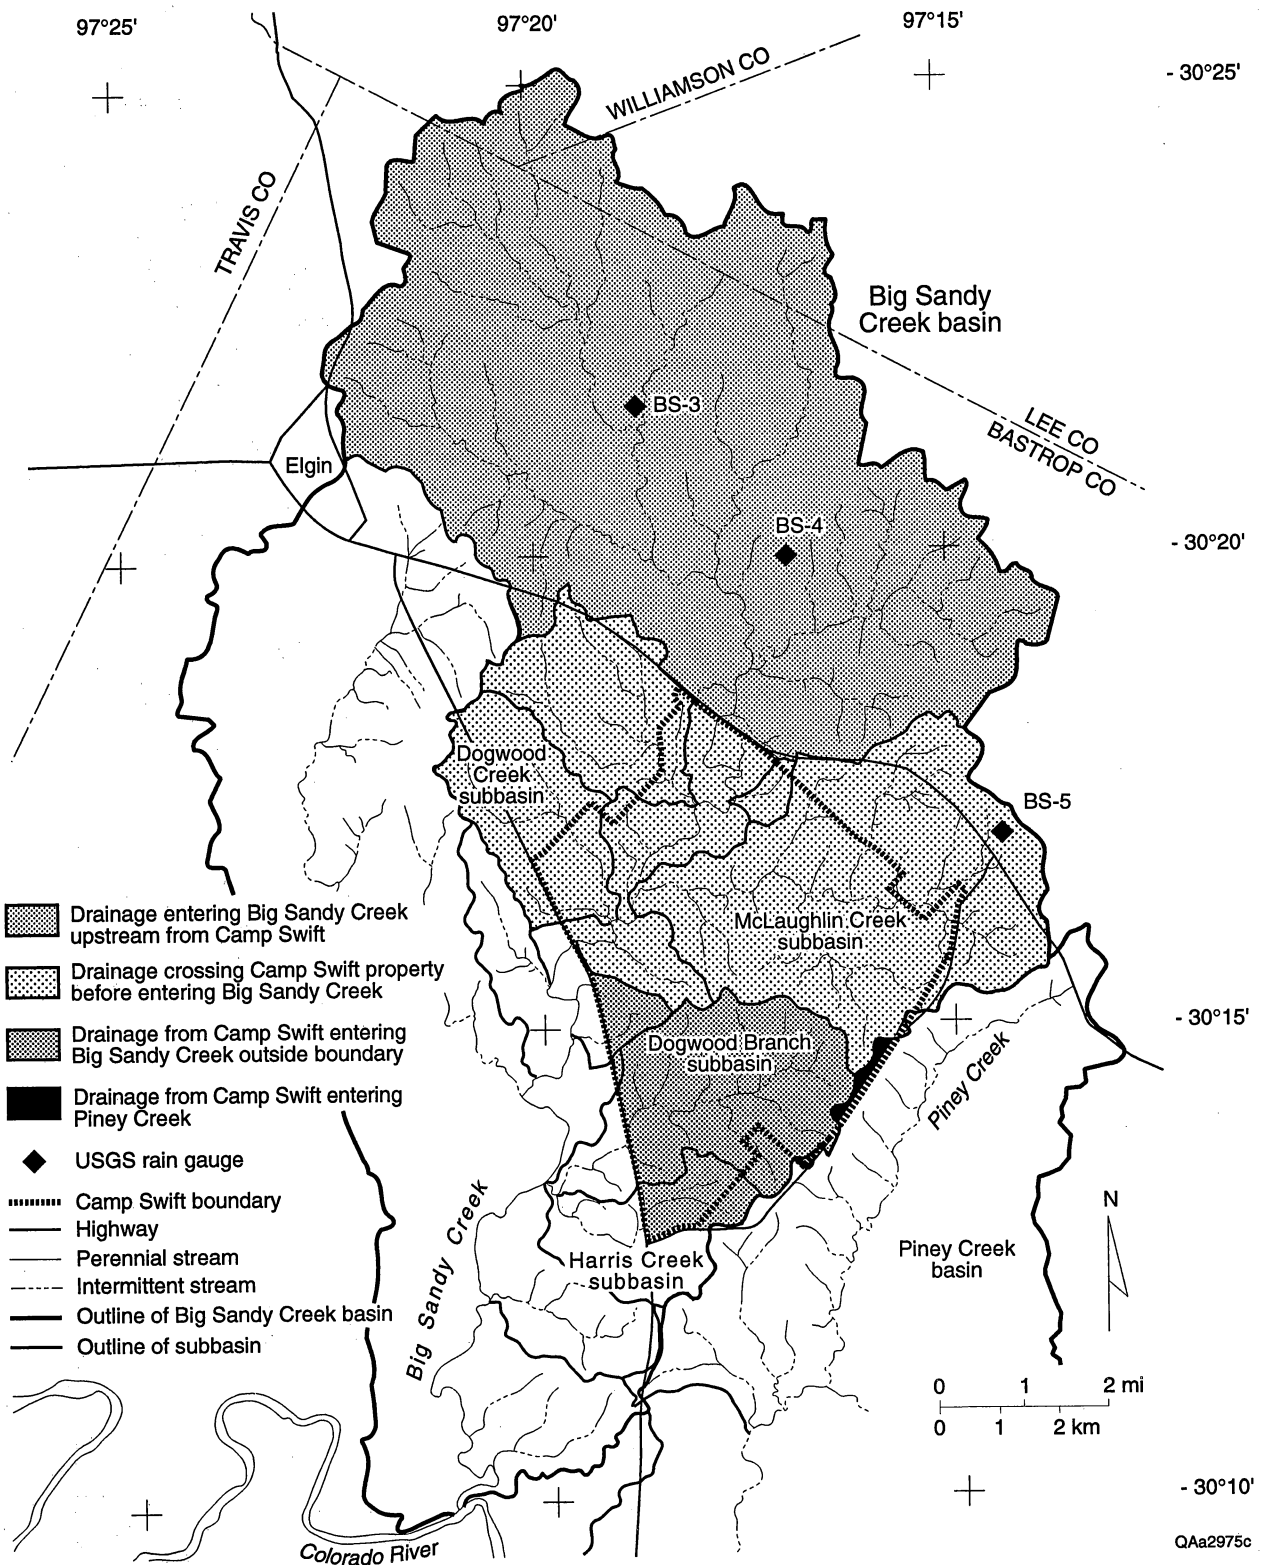 97°25'
97°20'
97°15'
- 30°25'
WILLIAMSON CO
TRAVIS CO
Big Sandy
Creek basin
BS-3
LEE CO
BASTROP CO
Elgin
BS-4
- 30°20'
Dogwood
Creek
subbasin
BS-5
McLaughlin Creek
subbasin
Drainage entering Big Sandy Creek
upstream from Camp Swift
Drainage crossing Camp Swift property
before entering Big Sandy Creek
Drainage from Camp Swift entering
Big Sandy Creek outside boundary
Drainage from Camp Swift entering
Piney Creek
USGS rain gauge
Camp Swift boundary
Highway
Perennial stream
Intermittent stream
Outline of Big Sandy Creek basin
Outline of subbasin
- 30°15'
Dogwood Branch
subbasin
Piney Creek
Big Sandy Creek
Harris Creek
subbasin
Piney Creek
basin
N
0 1 2 mi
0 1 2 km
- 30°10'
Colorado River
QAa2975c